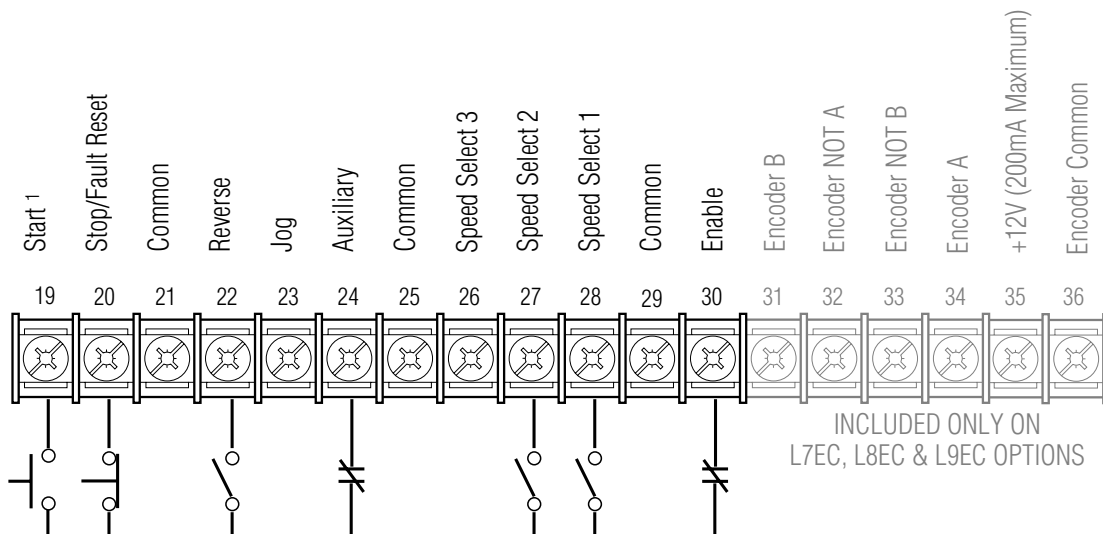 Start 1
Stop/Fault Reset
Common
Reverse
Jog
Auxiliary
Common
Speed Select 3
Speed Select 2
Speed Select 1
Common
Enable
Encoder B
Encoder NOT A
Encoder NOT B
Encoder A
+12V (200mA Maximum)
Encoder Common
19 20 21 22 23 24 25 26 27 28 29 30 31 32 33 34 35 36
INCLUDED ONLY ON
L7EC, L8EC & L9EC OPTIONS